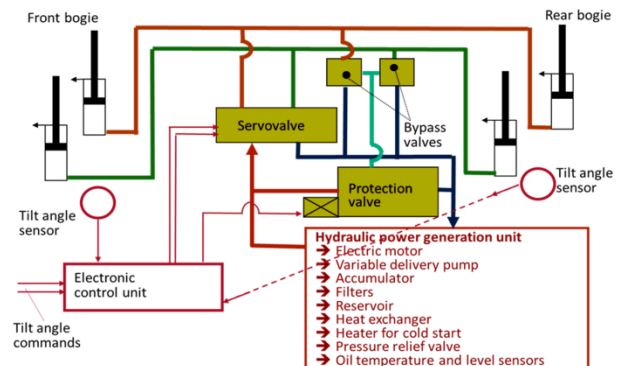 Front bogie
Rear bogie
Servovalve
Bypass
valves
Protection
valve
Tilt angle
sensor
Tilt angle
sensor
Electronic
control unit
Tilt angle
commands
Hydraulic power generation unit
➔ Electric motor
➔ Variable delivery pump
➔ Accumulator
➔ Filters
➔ Reservoir
➔ Heat exchanger
➔ Heater for cold start
➔ Pressure relief valve
➔ Oil temperature and level sensors